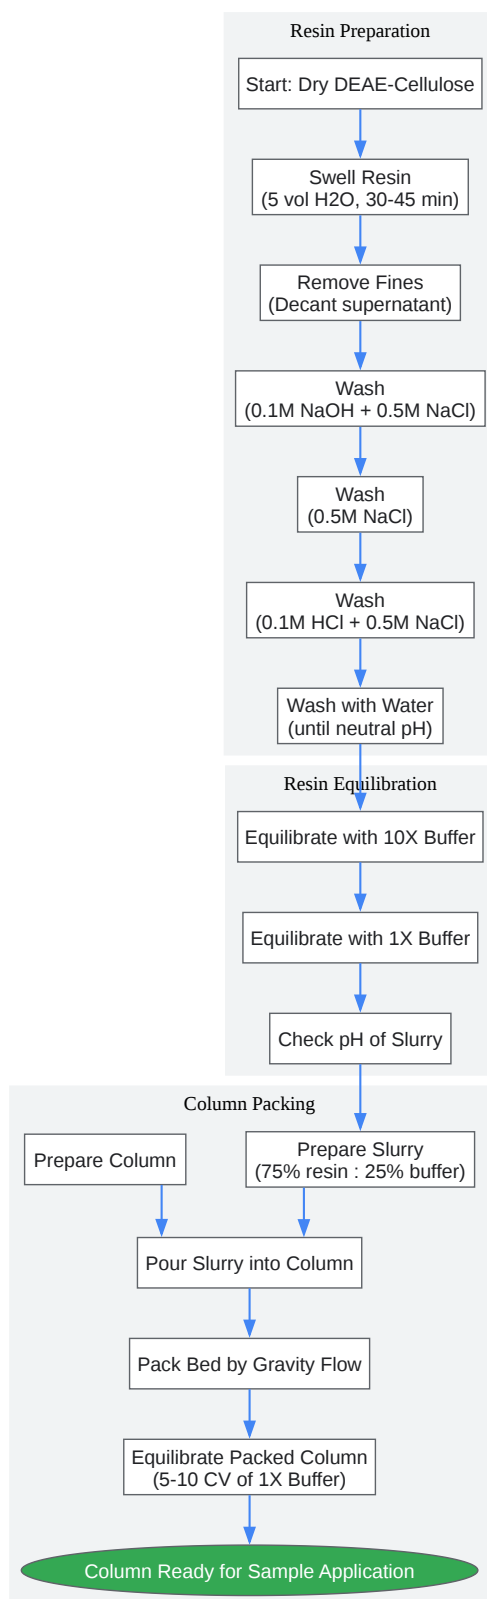 Resin Preparation
Start: Dry DEAE-Cellulose
Swell Resin
(5 vol H2O, 30-45 min)
Remove Fines
(Decant supernatant)
Wash
(0.1M NaOH + 0.5M NaCl)
Wash
(0.5M NaCl)
Wash
(0.1M HCl + 0.5M NaCl)
Wash with Water
(until neutral pH)
Resin Equilibration
Equilibrate with 10X Buffer
Equilibrate with 1X Buffer
Check pH of Slurry
Column Packing
Prepare Column
Prepare Slurry
(75% resin : 25% buffer)
Pour Slurry into Column
Pack Bed by Gravity Flow
Equilibrate Packed Column
(5-10 CV of 1X Buffer)
Column Ready for Sample Application